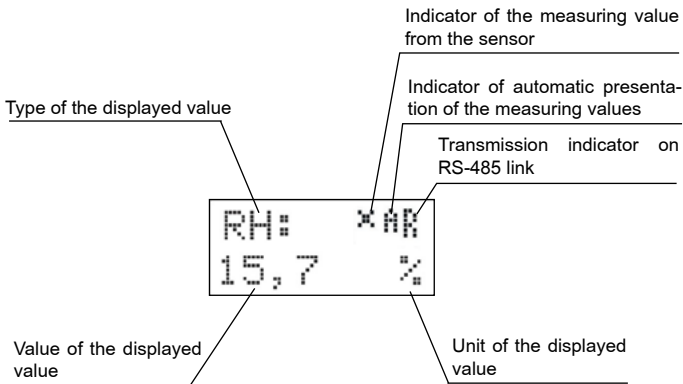 Indicator of the measuring value
from the sensor
Indicator of automatic presenta-
tion of the measuring values
Type of the displayed value
Transmission indicator on
RS-485 link
RH: ×AR
15,7 %
Value of the displayed
value
Unit of the displayed
value